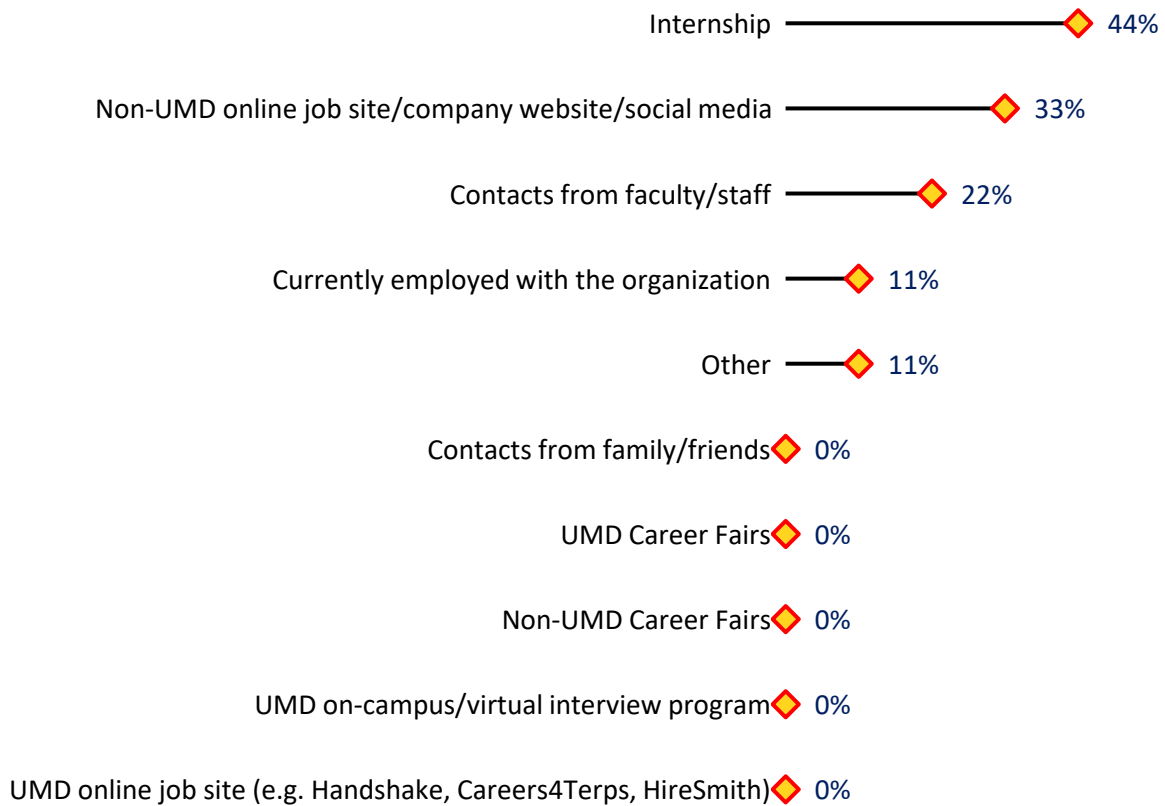 Internship 44%
Non-UMD online job site/company website/social media 33%
Contacts from faculty/staff 22%
Currently employed with the organization 11%
Other 11%
Contacts from family/friends 0%
UMD Career Fairs 0%
Non-UMD Career Fairs 0%
UMD on-campus/virtual interview program 0%
UMD online job site (e.g. Handshake, Careers4Terps, HireSmith) 0%